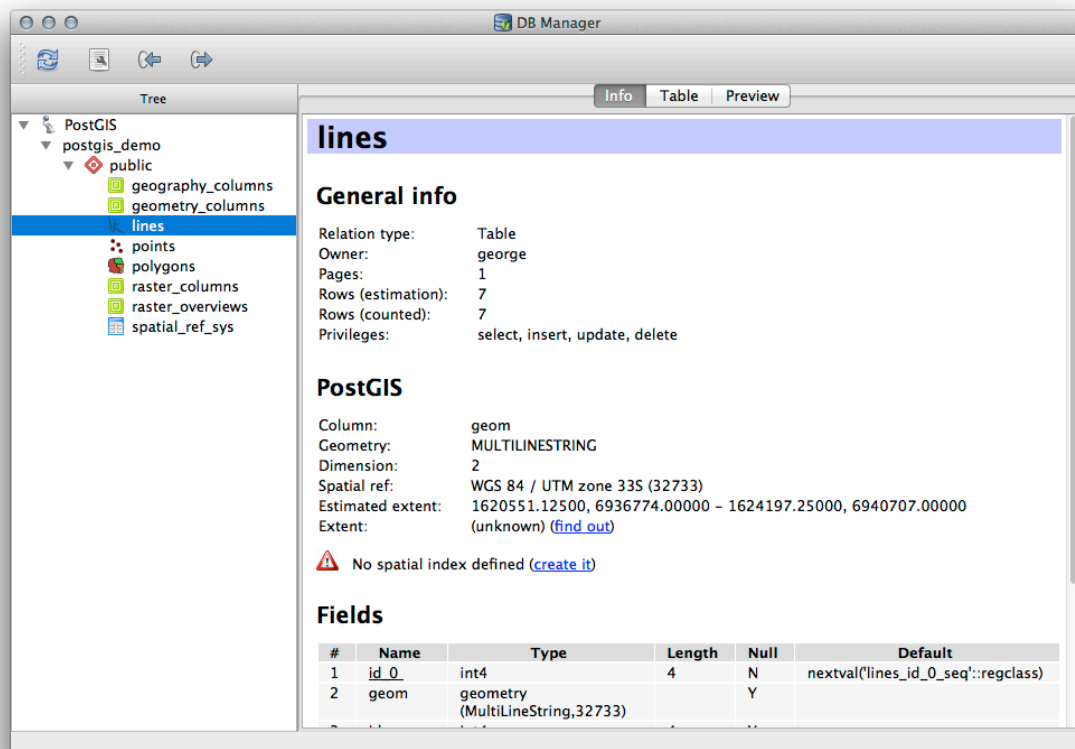 DB Manager
Tree
Info Table Preview
PostGIS
postgis_demo
public
geography_columns
geometry_columns
lines
points
polygons
raster_columns
raster_overviews
spatial_ref_sys
lines
General info
Relation type: Table
Owner: george
Pages: 1
Rows (estimation): 7
Rows (counted): 7
Privileges: select, insert, update, delete
PostGIS
Column: geom
Geometry: MULTILINESTRING
Dimension: 2
Spatial ref: WGS 84 / UTM zone 33S (32733)
Estimated extent: 1620551.12500, 6936774.00000 - 1624197.25000, 6940707.00000
Extent: (unknown) (find out)
No spatial index defined (create it)
Fields
# Name Type Length Null Default
1 id_0 int4 4 N nextval('lines_id_0_seq'::regclass)
2 geom geometry Y
(MultiLineString,32733)